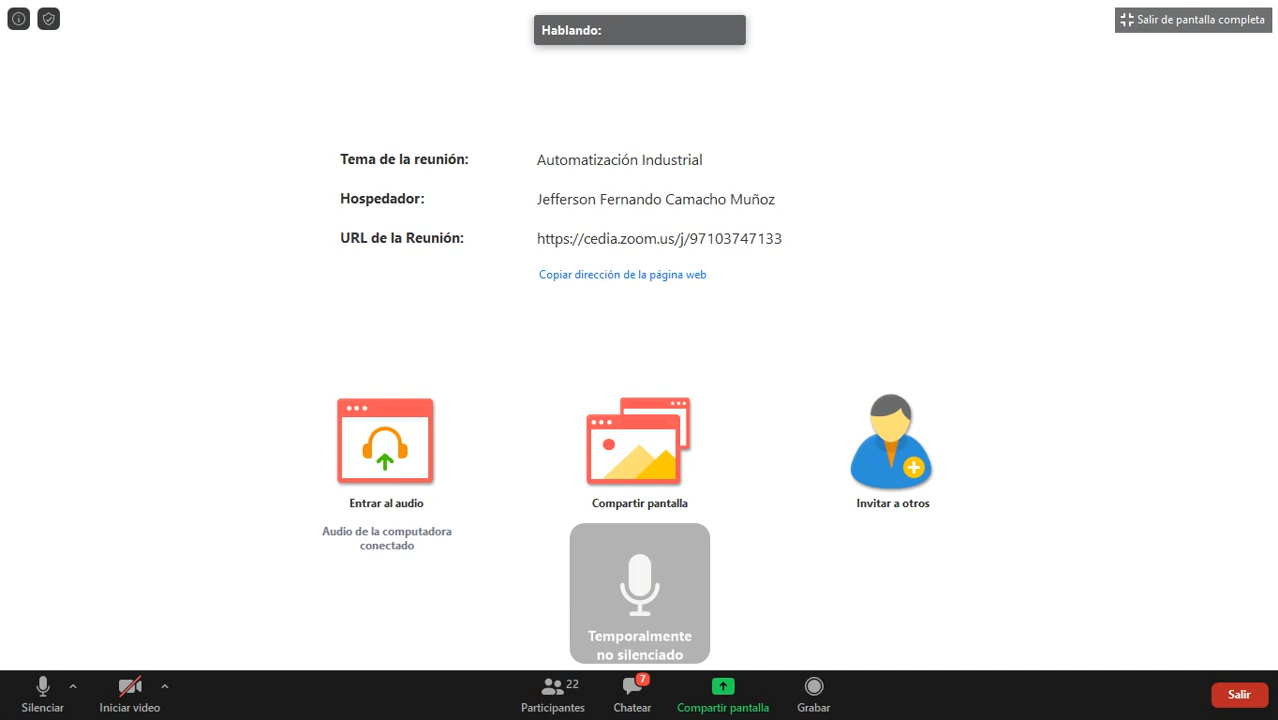 Hablando:
Salir de pantalla completa
Tema de la reunión: Automatización Industrial
Hospedador: Jefferson Fernando Camacho Muñoz
URL de la Reunión: https://cedia.zoom.us/j/97103747133
Copiar dirección de la página web
Entrar al audio
Compartir pantalla
Invitar a otros
Audio de la computadora
conectado
Temporalmente
no silenciado
Silenciar
Iniciar video
22
Participantes
7
Chatear
Compartir pantalla
Grabar
Salir